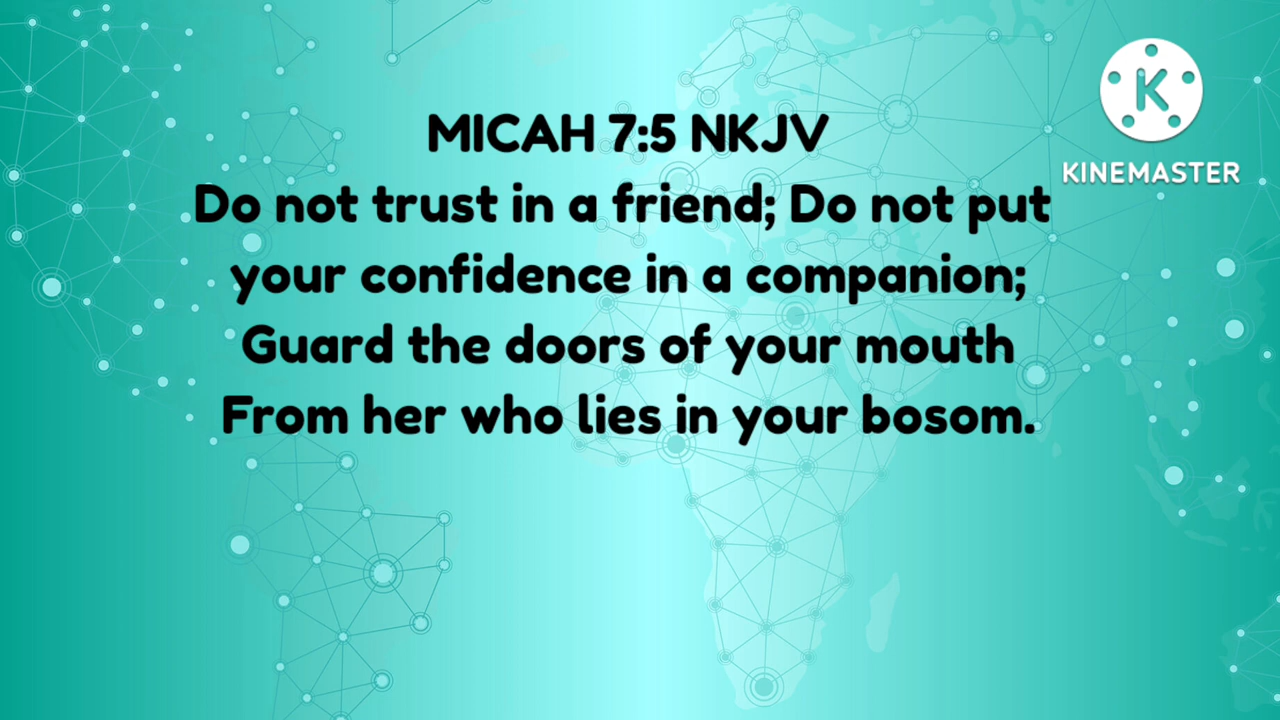 MICAH 7:5 NKJV
Do not trust in a friend; Do not put
your confidence in a companion;
Guard the doors of your mouth
From her who lies in your bosom.
K
KINEMASTER